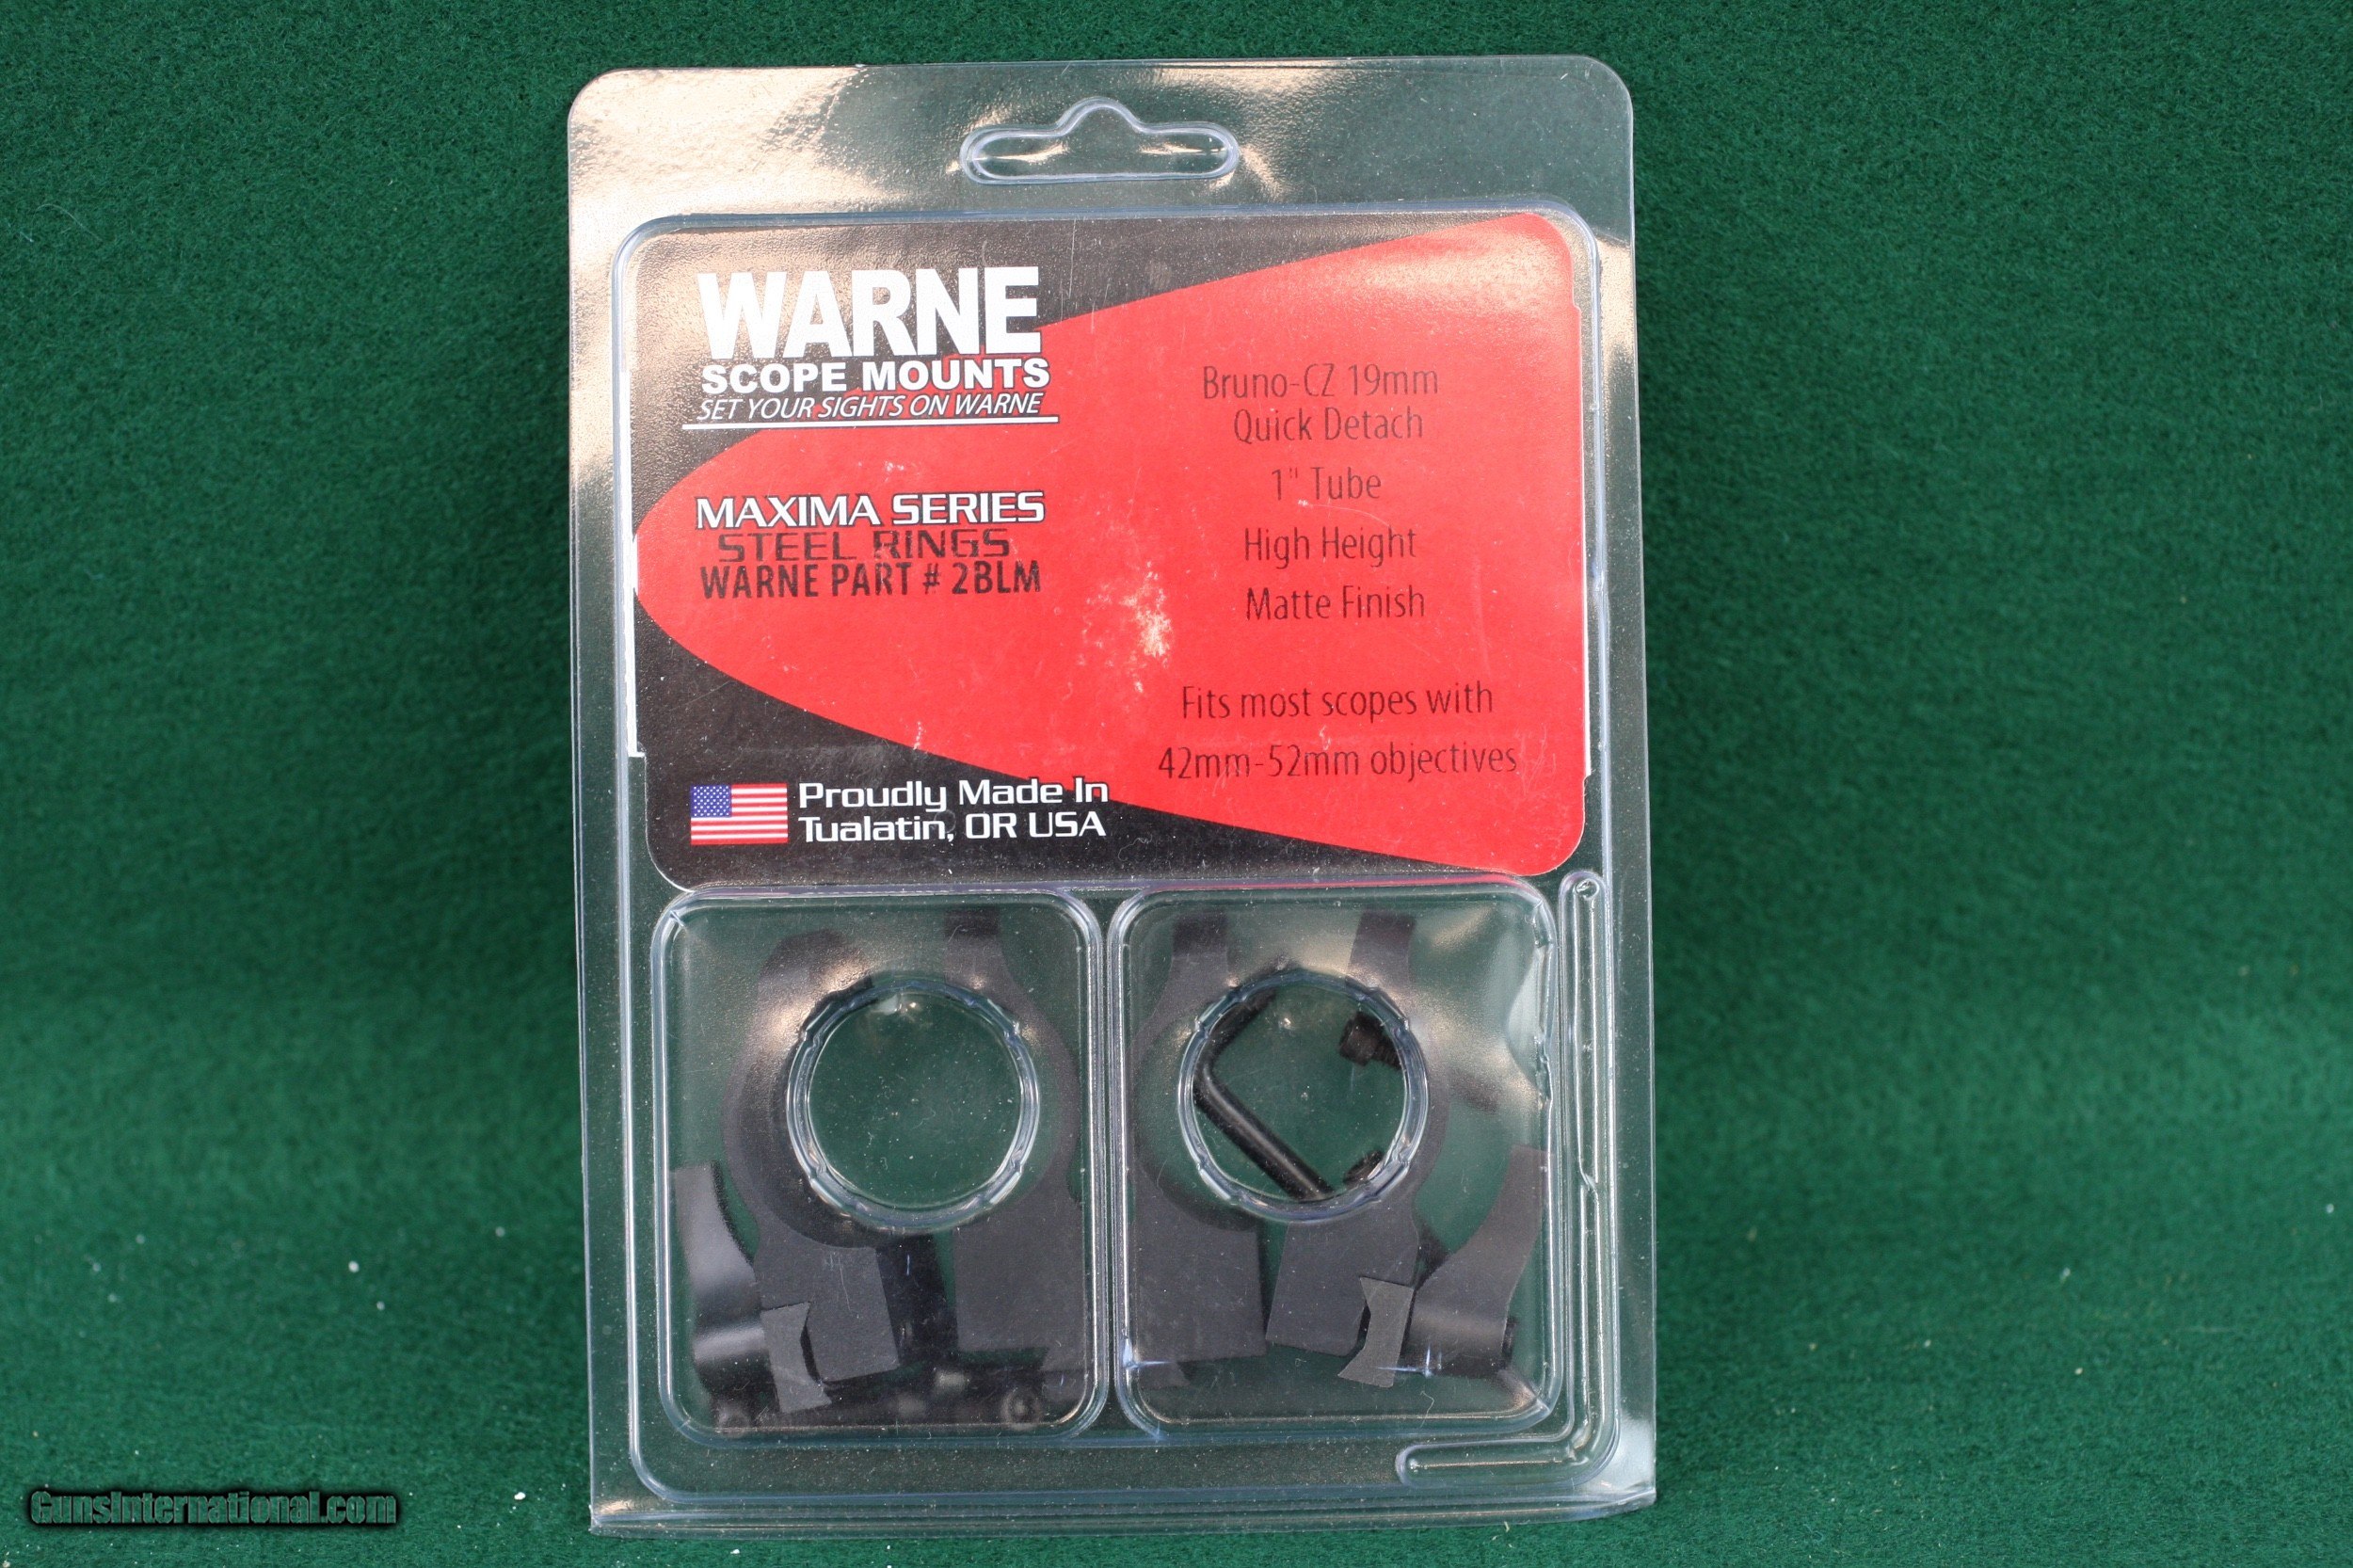 WARNE
SCOPE MOUNTS
SET YOUR SIGHTS ON WARNE
MAXIMA SERIES
STEEL RINGS
WARNE PART # 2BLM
Bruno-CZ 19mm
Quick Detach
1" Tube
High Height
Matte Finish
Fits most scopes with
42mm-52mm objectives
Proudly Made In
Tualatin, OR USA
GunsInternational.com